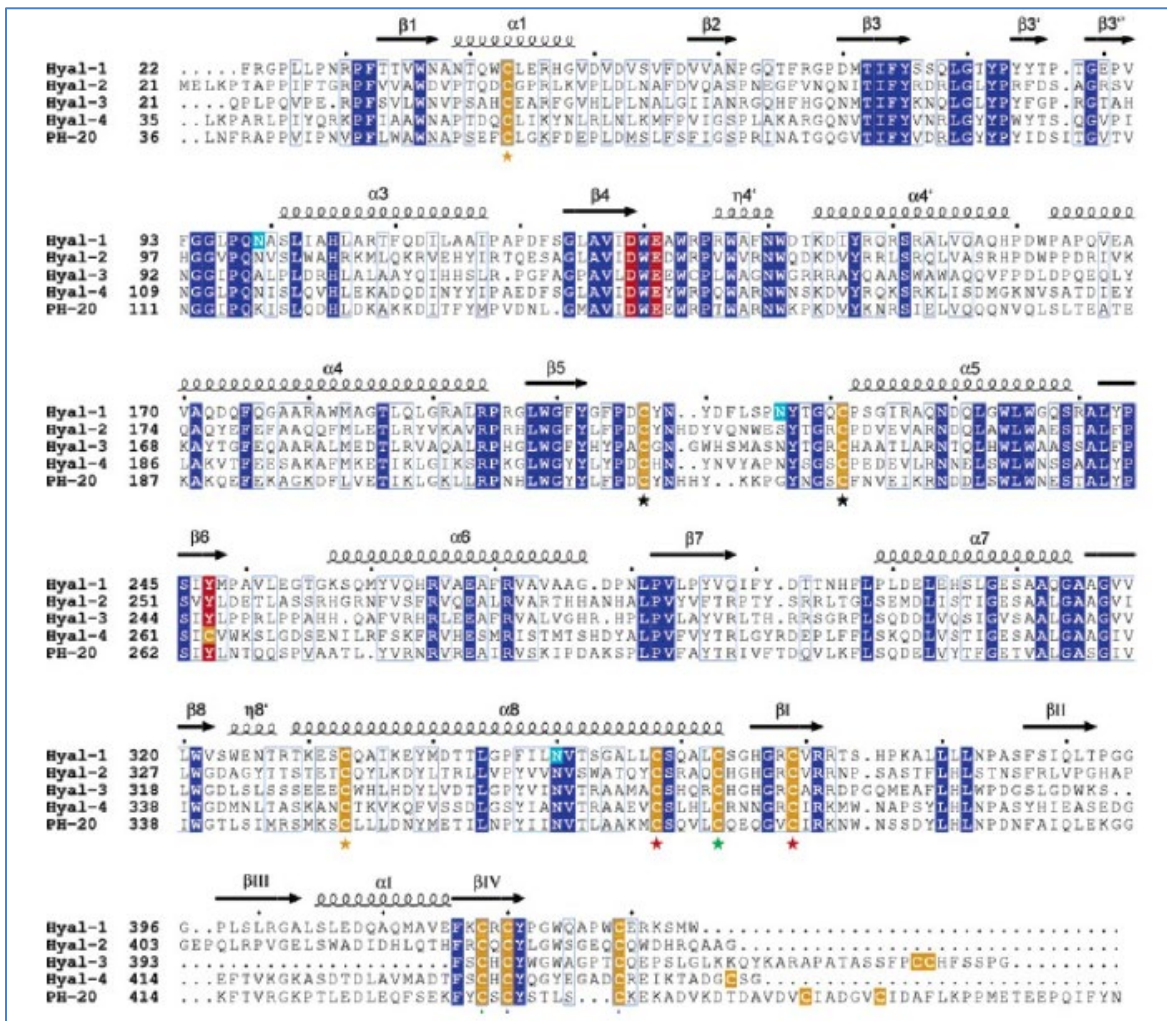 β1 α1 β2 β3 β3' β3''
Hyal-1 22 .....FRGPLLPNRPFTTVWNANTQWCLERHGVDVDVSVFDVVANPGQTFRGPDMTIFYSSQLGTYPYYTP.TGEPV
Hyal-2 21 MELKPTAPPIFTGRPFVVAWDVPTQDCGPRLKVPLDLNAFDVQASPNEGFVNQNITIFYRDRLGLYPRFDS.AGRSV
Hyal-3 21 ...QPLPQVPE.RPFSVLWNVPSAHCEARFGVHLPLNALGIIANRGQHFHGQNMTIFYKNQLGLYPYFGP.RGTAH
Hyal-4 35 ..LKPARLPIYQRKPFIAAWNAPTDQCLIKYNLRLNLKMFPVIGSPLAKARGQNVTIFYVNRLGYYPWYTS.QGVPI
PH-20 36 ..LNFRAPPVIPNVPFLWAWNAPSEFCLGKFDEPLDMSLFSFIGSPRINATGQGVTIFYVDRLGYYPYIDSITGVTV
α3 β4 η4' α4'
Hyal-1 93 FGGLPQNASLIAHLARTFQDILAAIPAPDFSGLAVIDWEAWRPRWAFNWDTKDIYRQRSRALVQAQHPDWPAPQVEA
Hyal-2 97 HGGVPQNVSLWAHRKMLQKRVEHYIRTQESAGLAVIDWEDWRPVWVRNWQDKDVYRRLSRQLVASRHPDWPPDRIVK
Hyal-3 92 NGGIPQALPLDRHLALAAYQIHHSLR.PGFAGPAVLDWEEWCPLWAGNWGRRRAYQAASWAWAQQVFPDLDPQEQLY
Hyal-4 109 NGGLPQNISLQVHLEKADQDINYYIPAEDFSGLAVIDWEYWRPQWARNWNSKDVYRQKSRKLISDMGKNVSATDIEY
PH-20 111 NGGIPQKISLQDHLDKAKKDITFYMPVDNL.GMAVIDWEEWRPTWARNWKPKDVYKNRSIELVQQQNVQLSLTEATE
α4 β5 α5
Hyal-1 170 VAQDQFQGAARAWMAGTLQLGRALRPRGLWGFYGFPDCYN..YDFLSPNYTGQCPSGIRAQNDQLGWLWGQSRALYP
Hyal-2 174 QAQYEFEFAAQQFMLETLRYVKAVRPRHLWGFYLFPDCYNHDYVQNWESYTGRCPDVEVARNDQLAWLWAESTALFP
Hyal-3 168 KAYTGFEQAARALMEDTLRVAQALRPHGLWGFYHYPACGNGWHSMASNYTGRCHAATLARNTQLHWLWAASSALFP
Hyal-4 186 LAKVTFEESAKAFMKETIKLGIKSRPKGLWGYYLYPDCHNYNVYAPNYSGSCPEDEVLRNNELSWLWNSSAALYP
PH-20 187 KAKQEFEKAGKDFLVETIKLGKLLRPNHLWGYYLFPDCYNHHY.KKPGYNGSCFNVEIKRNDDLSWLWNESTALYP
β6 α6 β7 α7
Hyal-1 245 SIYMPAVLEGTGKSQMYVQHRVAEAFRVAVAAG.DPNLPVLPYVQIFY.DTTNHFLPLDELEHSLGESAAQGAAGVV
Hyal-2 251 SVYLDETLASSRHGRNFVSFRVQEALRVARTHHANHALPVYVFTRPTY.SRRLTGLSEMDLISTIGESAALGAAGVI
Hyal-3 244 SIYLPPRLPPAHH.QAFVRHRLEEAFRVALVGHR.HPLPVLAYVRLTH.RRSGRFLSQDDLVQSIGVSAALGAAGVV
Hyal-4 261 SICVWKSLGDSENILRFSKFRVHESMRISTMTSHDYALPVFVYTRLGYRDEPLFFLSKQDLVSTIGESAALGAAGIV
PH-20 262 SIYLNTQQSPVAATL.YVRNRVREAIRVSKIPDAKSPLPVFAYTRIVFTDQVLKFLSQDELVYTFGETVALGASGIV
β8 η8' α8 βI βII
Hyal-1 320 LWVSWENTRTKESCQAIKEYMDTTLGPFILNVTSGALLCSQALCSGHGRCVRRTS.HPKALLLLNPASFSIQLTPGG
Hyal-2 327 LWGDAGYTTSTETCQYLKDYLTRLLVPYVVNVSWATQYCSRAQCHGHGRCVRRNP.SASTFLHLSTNSFRLVPGHAP
Hyal-3 318 LWGDLSLSSSEEECWHLHDYLVDTLGPYVINVTRAAMACSHQRCHGHGRCARRDPGQMEAFLHLWPDGSLGDWKS..
Hyal-4 338 IWGDMNLTASKANCTKVKQFVSSDLGSYIANVTRAAEVCSLHLCRNNGRCIRKMW.NAPSYLHLNPASYHIEASEDG
PH-20 338 IWGTLSIMRSMKSCLLLDNYMETILNPYIINVTLAAKMCSQVLCQEQGVCIRKNW.NSSDYLHLNPDNFAIQLEKGG
βIII αI βIV
Hyal-1 396 G..PLSLRGALSLEDQAQMAVEFKCRCYPGWQAPWCERKSMW..................................
Hyal-2 403 GEPQLRPVGELSWADIDHLQTHFRCQCYLGWSGEQCQWDHRQAAG...............................
Hyal-3 393 ......................FSCHCYWGWAGPTCQEPSLGLKKQYKARAPATASSFPCCHFSSPG..........
Hyal-4 414 .EFTVKGKASDTDLAVMADTFSCHCYQGYEGADCREIKTADGCSG...............................
PH-20 414 .KFTVRGKPTLEDLEQFSEKFYCSCYSTLS...CKEKADVKDTDAVDVCIADGVCIDAFLKPPMETEEPQIFYN